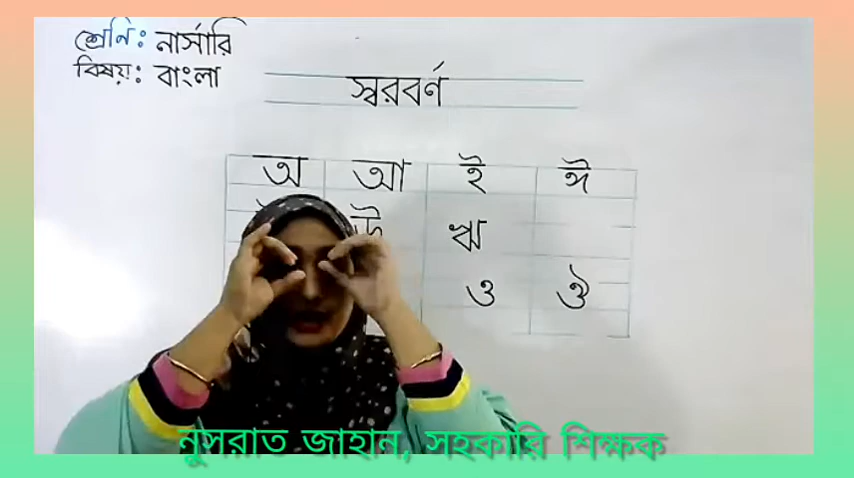 শ্রেণি: নার্সারি
বিষয়: বাংলা
স্বরবর্ণ
অ আ ই ঈ
ঊ ঋ
ও ঔ
নুসরাত জাহান, সহকারি শিক্ষক